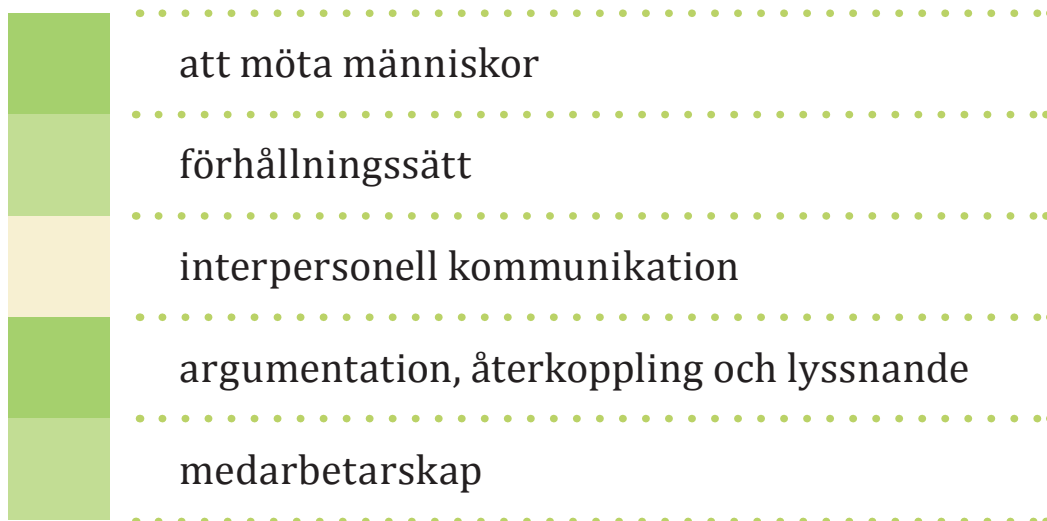 att möta människor
förhållningssätt
interpersonell kommunikation
argumentation, återkoppling och lyssnande
medarbetarskap